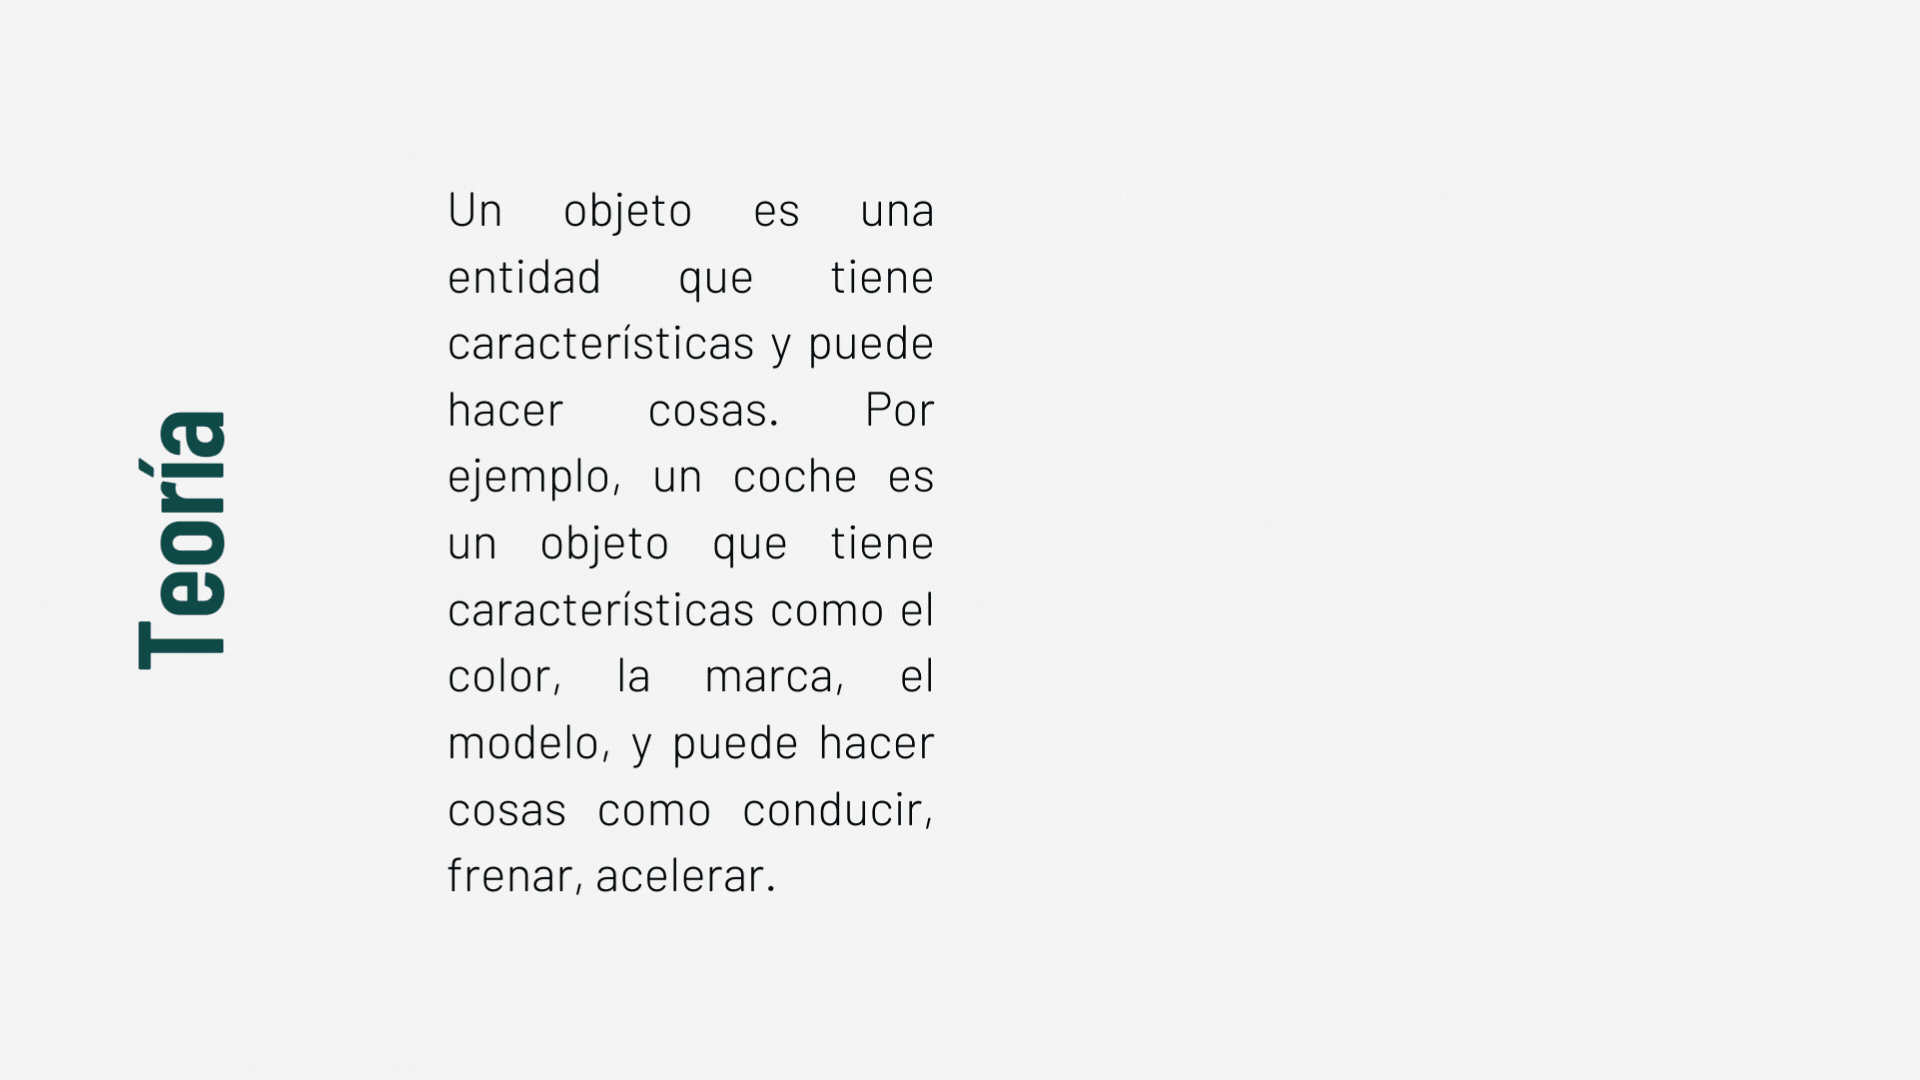 Teoría
Un objeto es una
entidad que tiene
características y puede
hacer cosas. Por
ejemplo, un coche es
un objeto que tiene
características como el
color, la marca, el
modelo, y puede hacer
cosas como conducir,
frenar, acelerar.